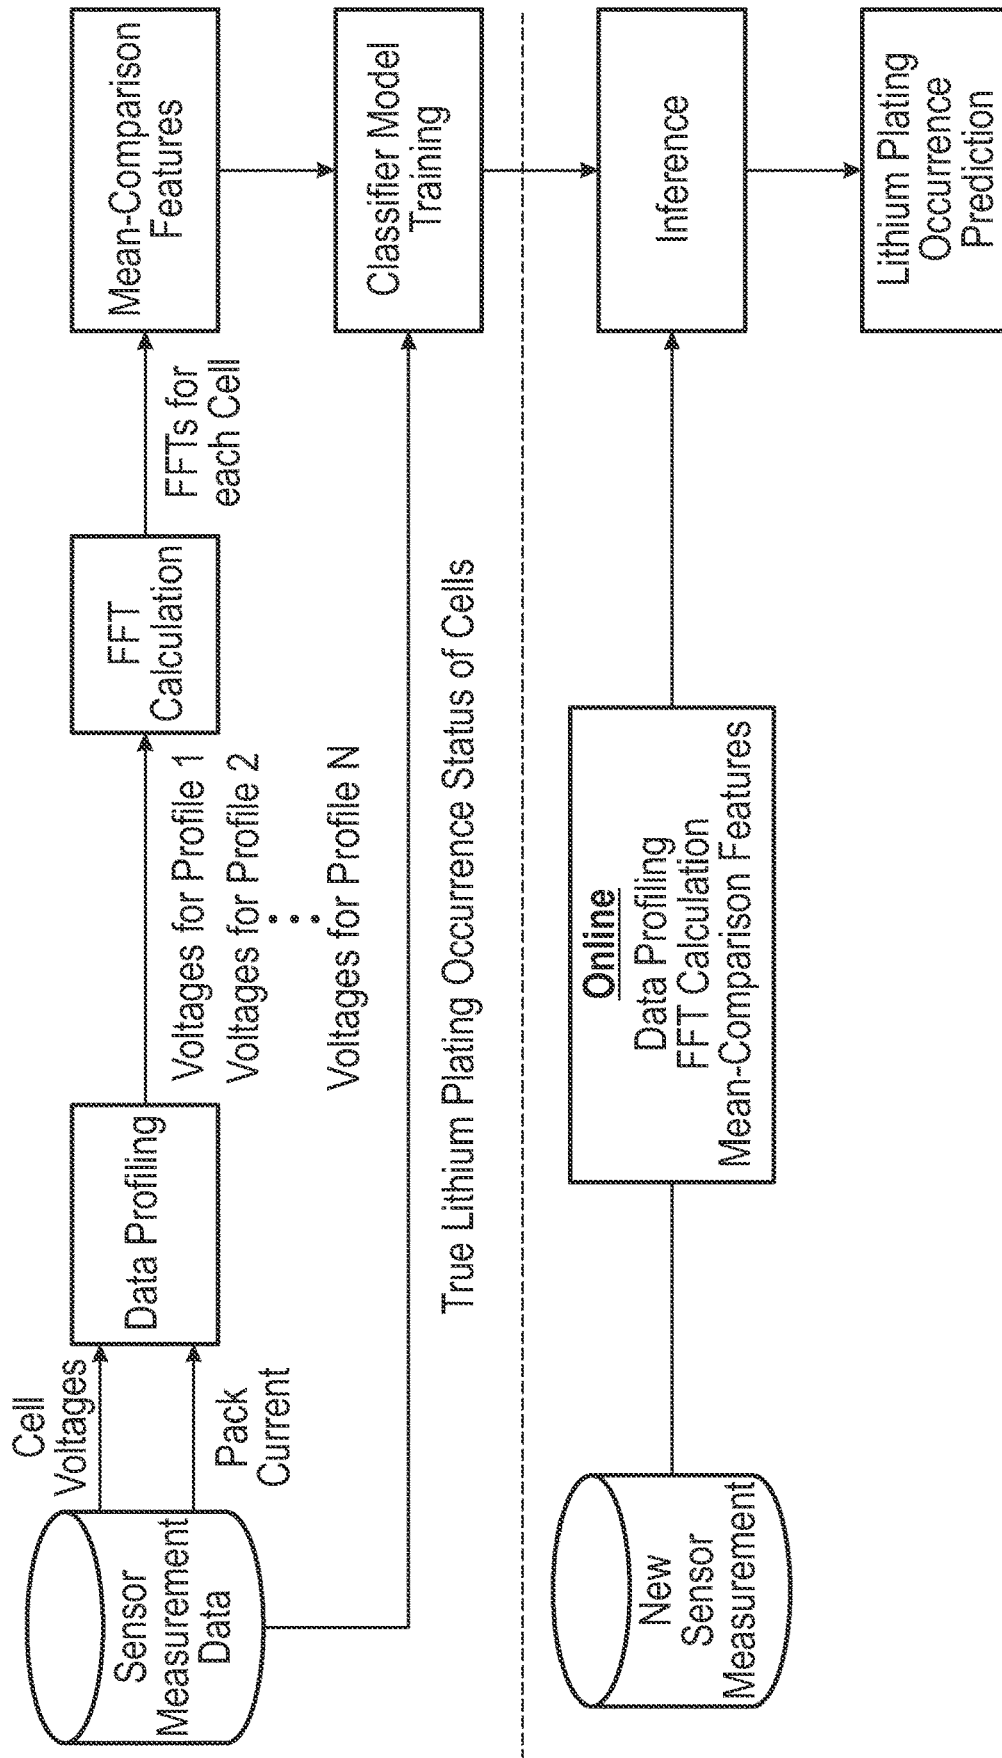 Sensor
Measurement
Data
Cell
Voltages
Pack
Current
Data Profiling
Voltages for Profile 1
Voltages for Profile 2
Voltages for Profile N
FFT
Calculation
FFTs for
each Cell
Mean-Comparison
Features
True Lithium Plating Occurrence Status of Cells
Classifier Model
Training
New
Sensor
Measurement
Online
Data Profiling
FFT Calculation
Mean-Comparison Features
Inference
Lithium Plating
Occurrence
Prediction